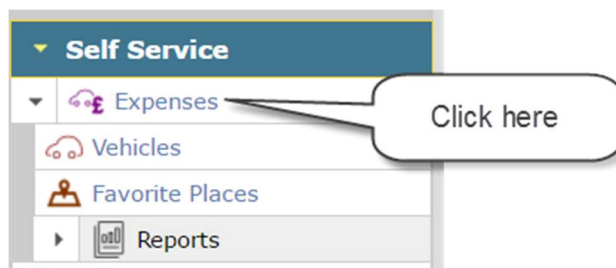 Self Service
£ Expenses
Click here
Vehicles
Favorite Places
Reports